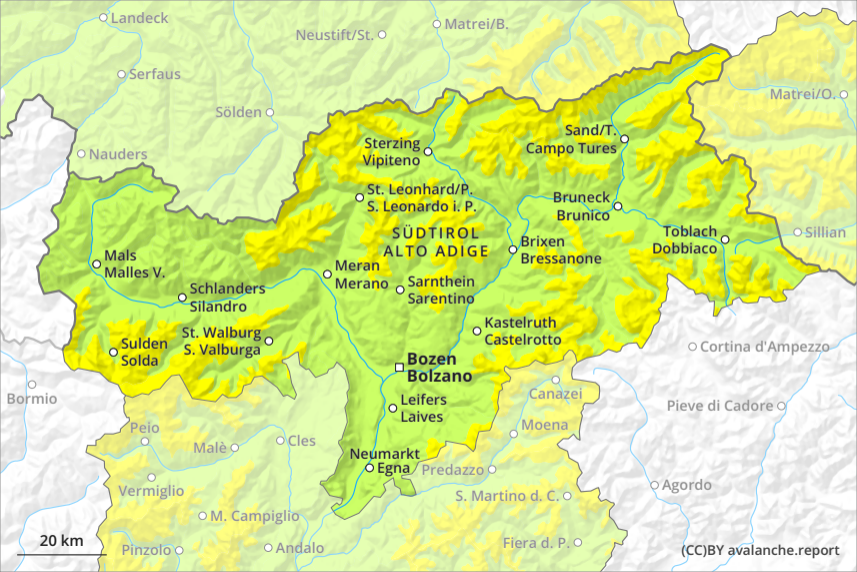 Landeck
Neustift/St.
Matrei/B.
Serfaus
Matrei/O.
Sölden
Nauders
Sterzing
Vipiteno
Sand/T.
Campo Tures
St. Leonhard/P.
S. Leonardo i. P.
Bruneck
Brunico
SÜDTIROL
ALTO ADIGE
Toblach
Dobbiaco
Sillian
Brixen
Bressanone
Mals
Malles V.
Meran
Merano
Sarnthein
Sarentino
Schlanders
Silandro
Kastelruth
Castelrotto
St. Walburg
S. Valburga
Sulden
Solda
Cortina d'Ampezzo
Bozen
Bolzano
Bormio
Leifers
Laives
Canazei
Pieve di Cadore
Peio
Malè
Cles
Moena
Neumarkt
Egna
Predazzo
Vermiglio
S. Martino d. C.
Agordo
M. Campiglio
20 km
Pinzolo
Andalo
Fiera d. P.
(CC)BY avalanche.report